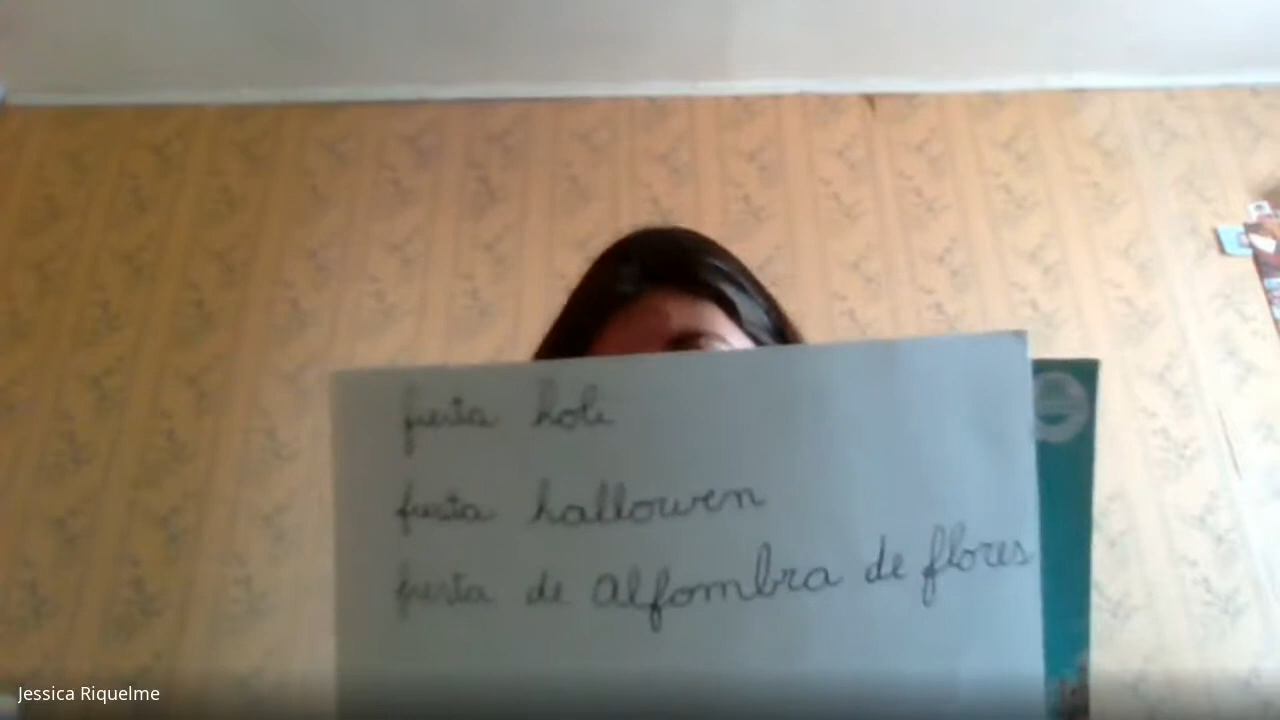 fiesta holi
fiesta hallowen
fiesta de alfombra de flores
Jessica Riquelme